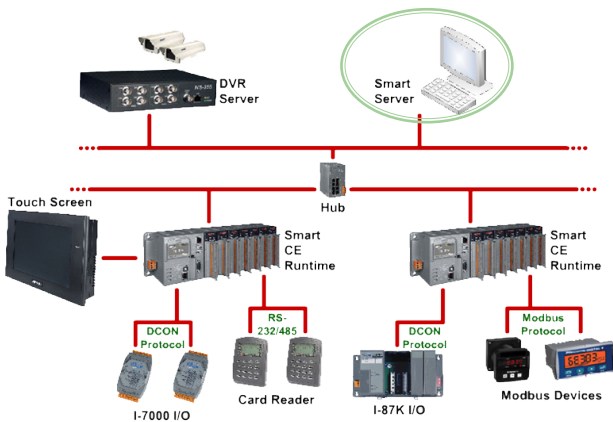 DVR
Server
Smart
Server
Touch Screen
Hub
Smart
CE
Runtime
Smart
CE
Runtime
DCON
Protocol
RS-
232/485
DCON
Protocol
Modbus
Protocol
I-7000 I/O
Card Reader
I-87K I/O
Modbus Devices
68303